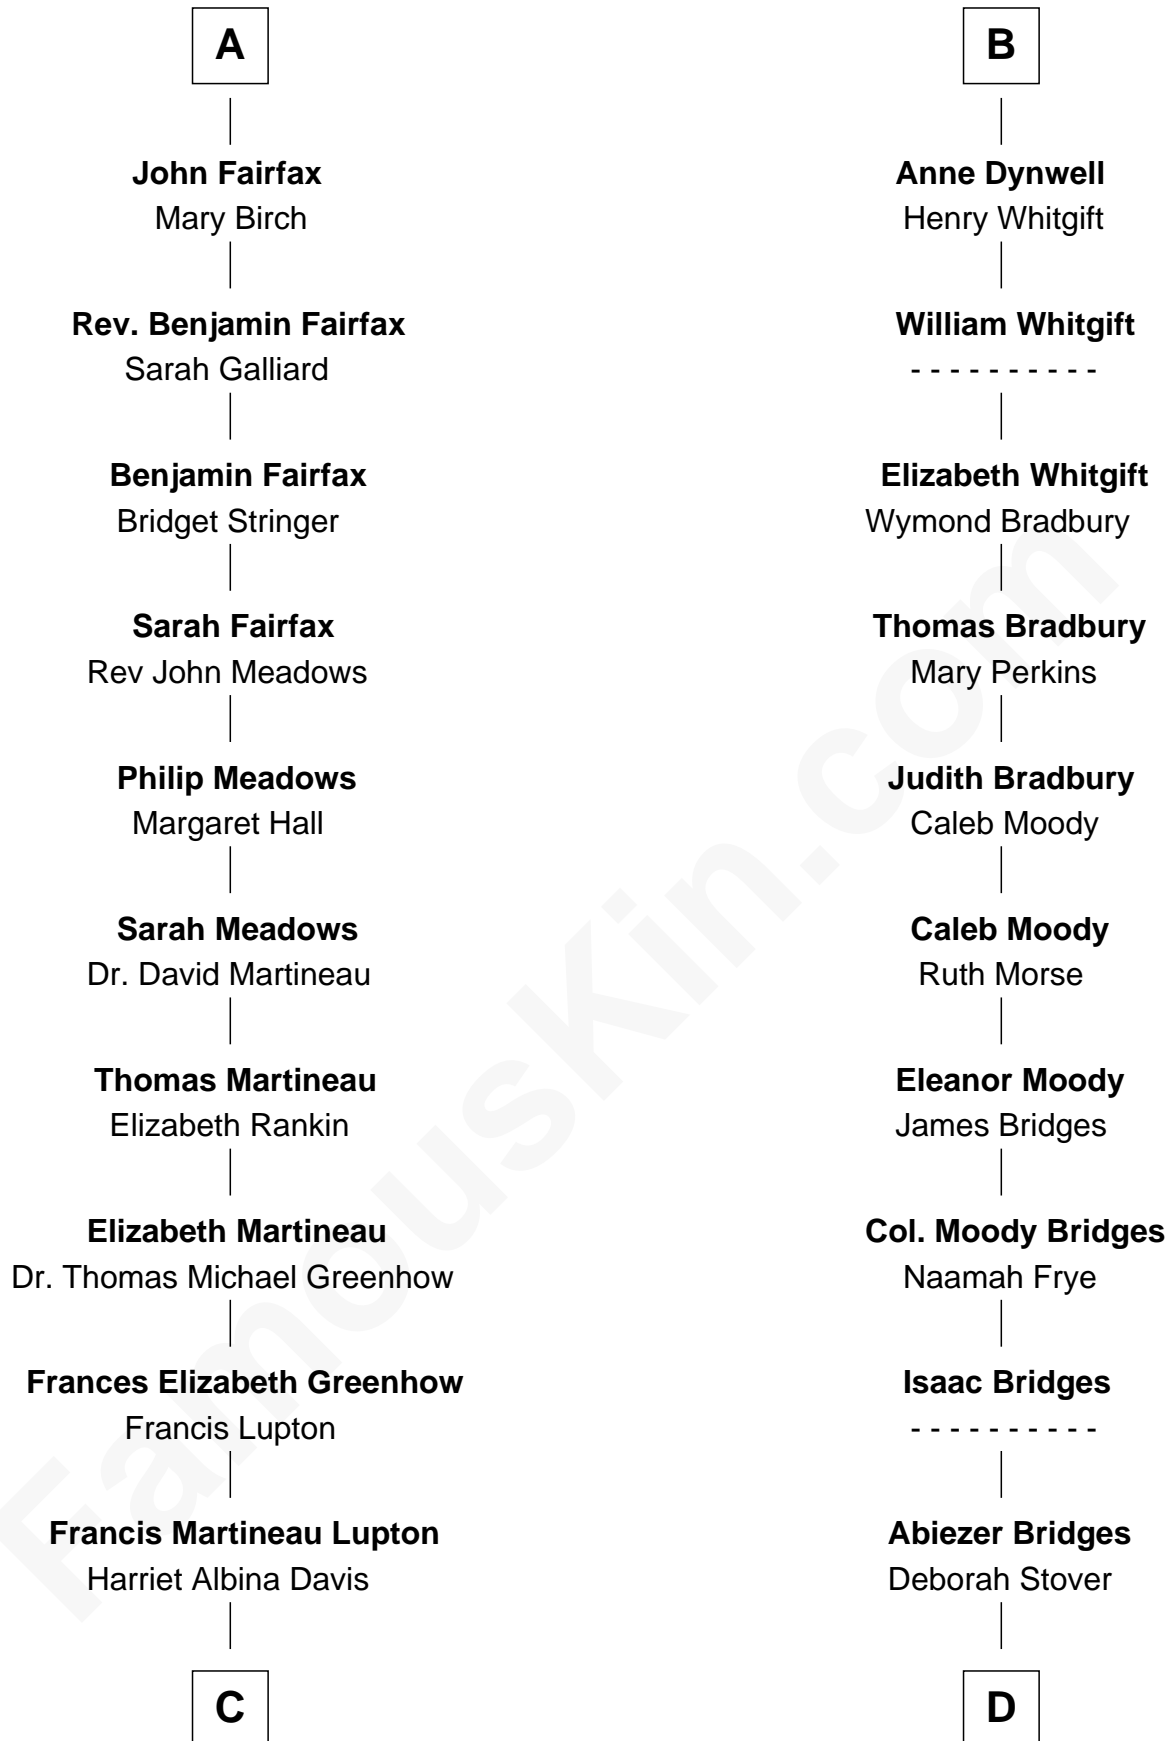 A
John Fairfax
Mary Birch
Rev. Benjamin Fairfax
Sarah Galliard
Benjamin Fairfax
Bridget Stringer
Sarah Fairfax
Rev John Meadows
Philip Meadows
Margaret Hall
Sarah Meadows
Dr. David Martineau
Thomas Martineau
Elizabeth Rankin
Elizabeth Martineau
Dr. Thomas Michael Greenhow
Frances Elizabeth Greenhow
Francis Lupton
Francis Martineau Lupton
Harriet Albina Davis
C
B
Anne Dynwell
Henry Whitgift
William Whitgift
- - - - - - - - - -
Elizabeth Whitgift
Wymond Bradbury
Thomas Bradbury
Mary Perkins
Judith Bradbury
Caleb Moody
Caleb Moody
Ruth Morse
Eleanor Moody
James Bridges
Col. Moody Bridges
Naamah Frye
Isaac Bridges
- - - - - - - - - -
Abiezer Bridges
Deborah Stover
D
FamousKin.com